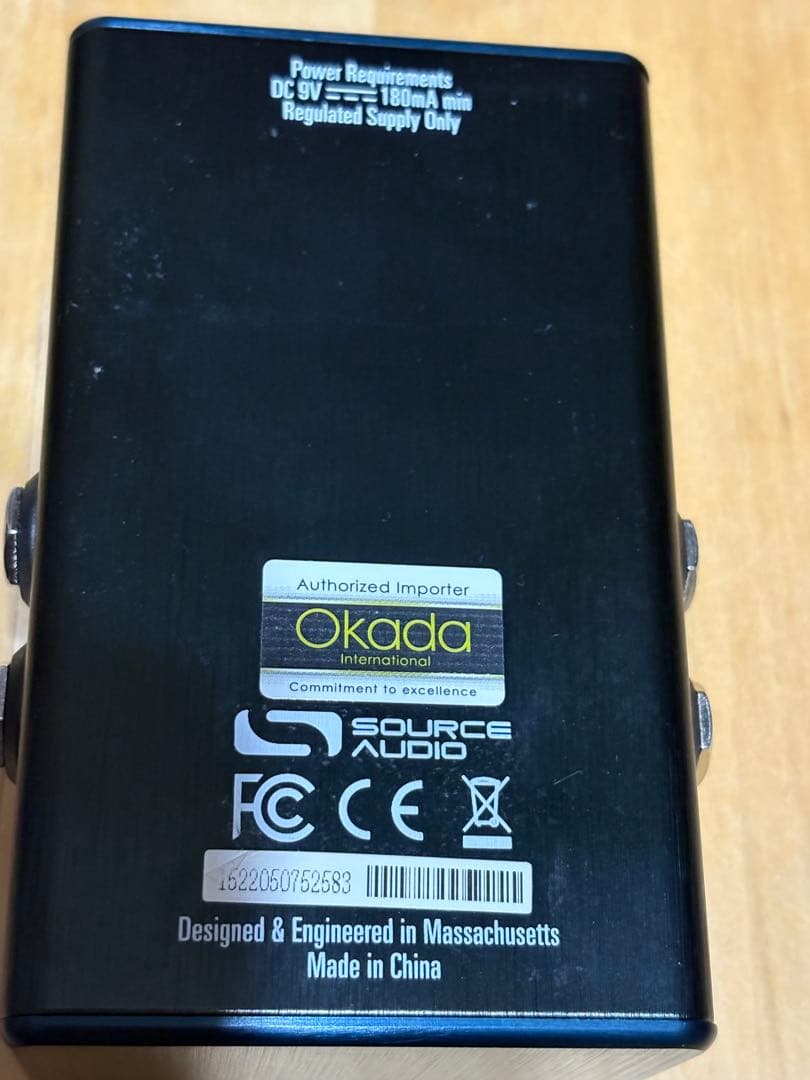 Power Requirements
DC 9V ⎓ 180mA min
Regulated Supply Only
Authorized Importer
Okada
International
Commitment to excellence
SOURCE
AUDIO
FC CE
1522050752583
Designed & Engineered in Massachusetts
Made in China